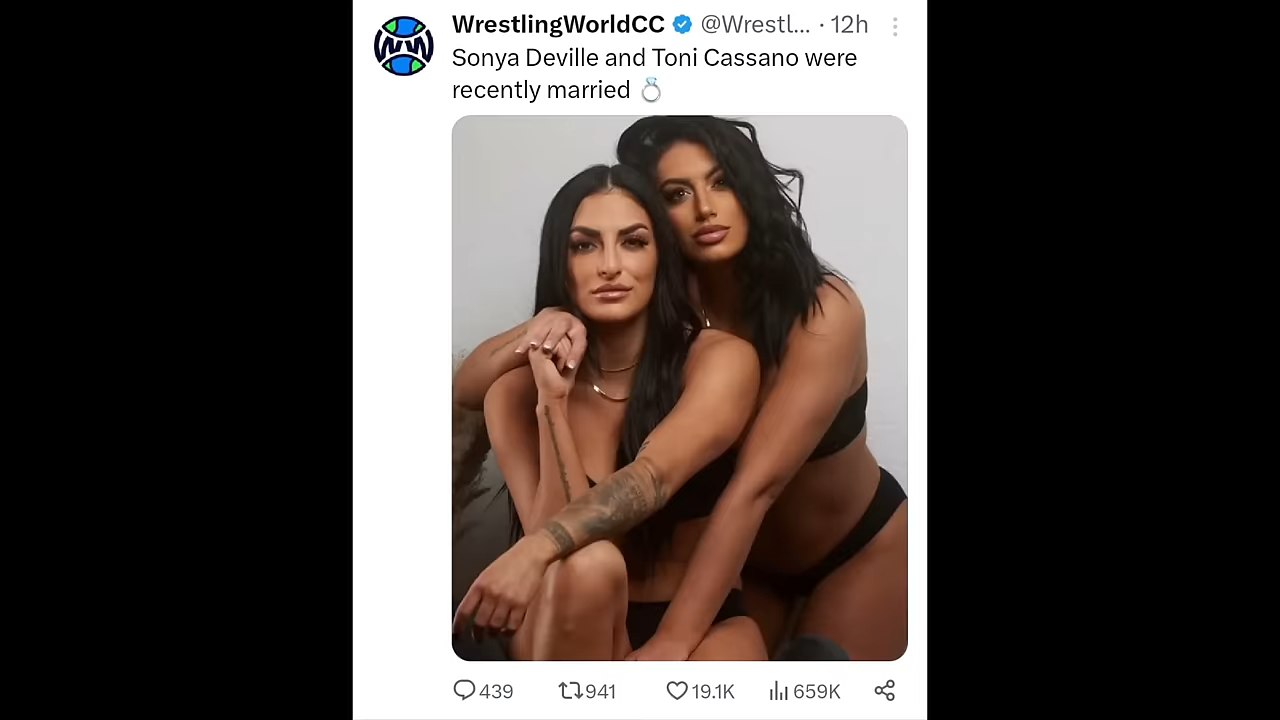 WrestlingWorldCC @Wrestl... · 12h
Sonya Deville and Toni Cassano were
recently married 💍
439 941 19.1K 659K